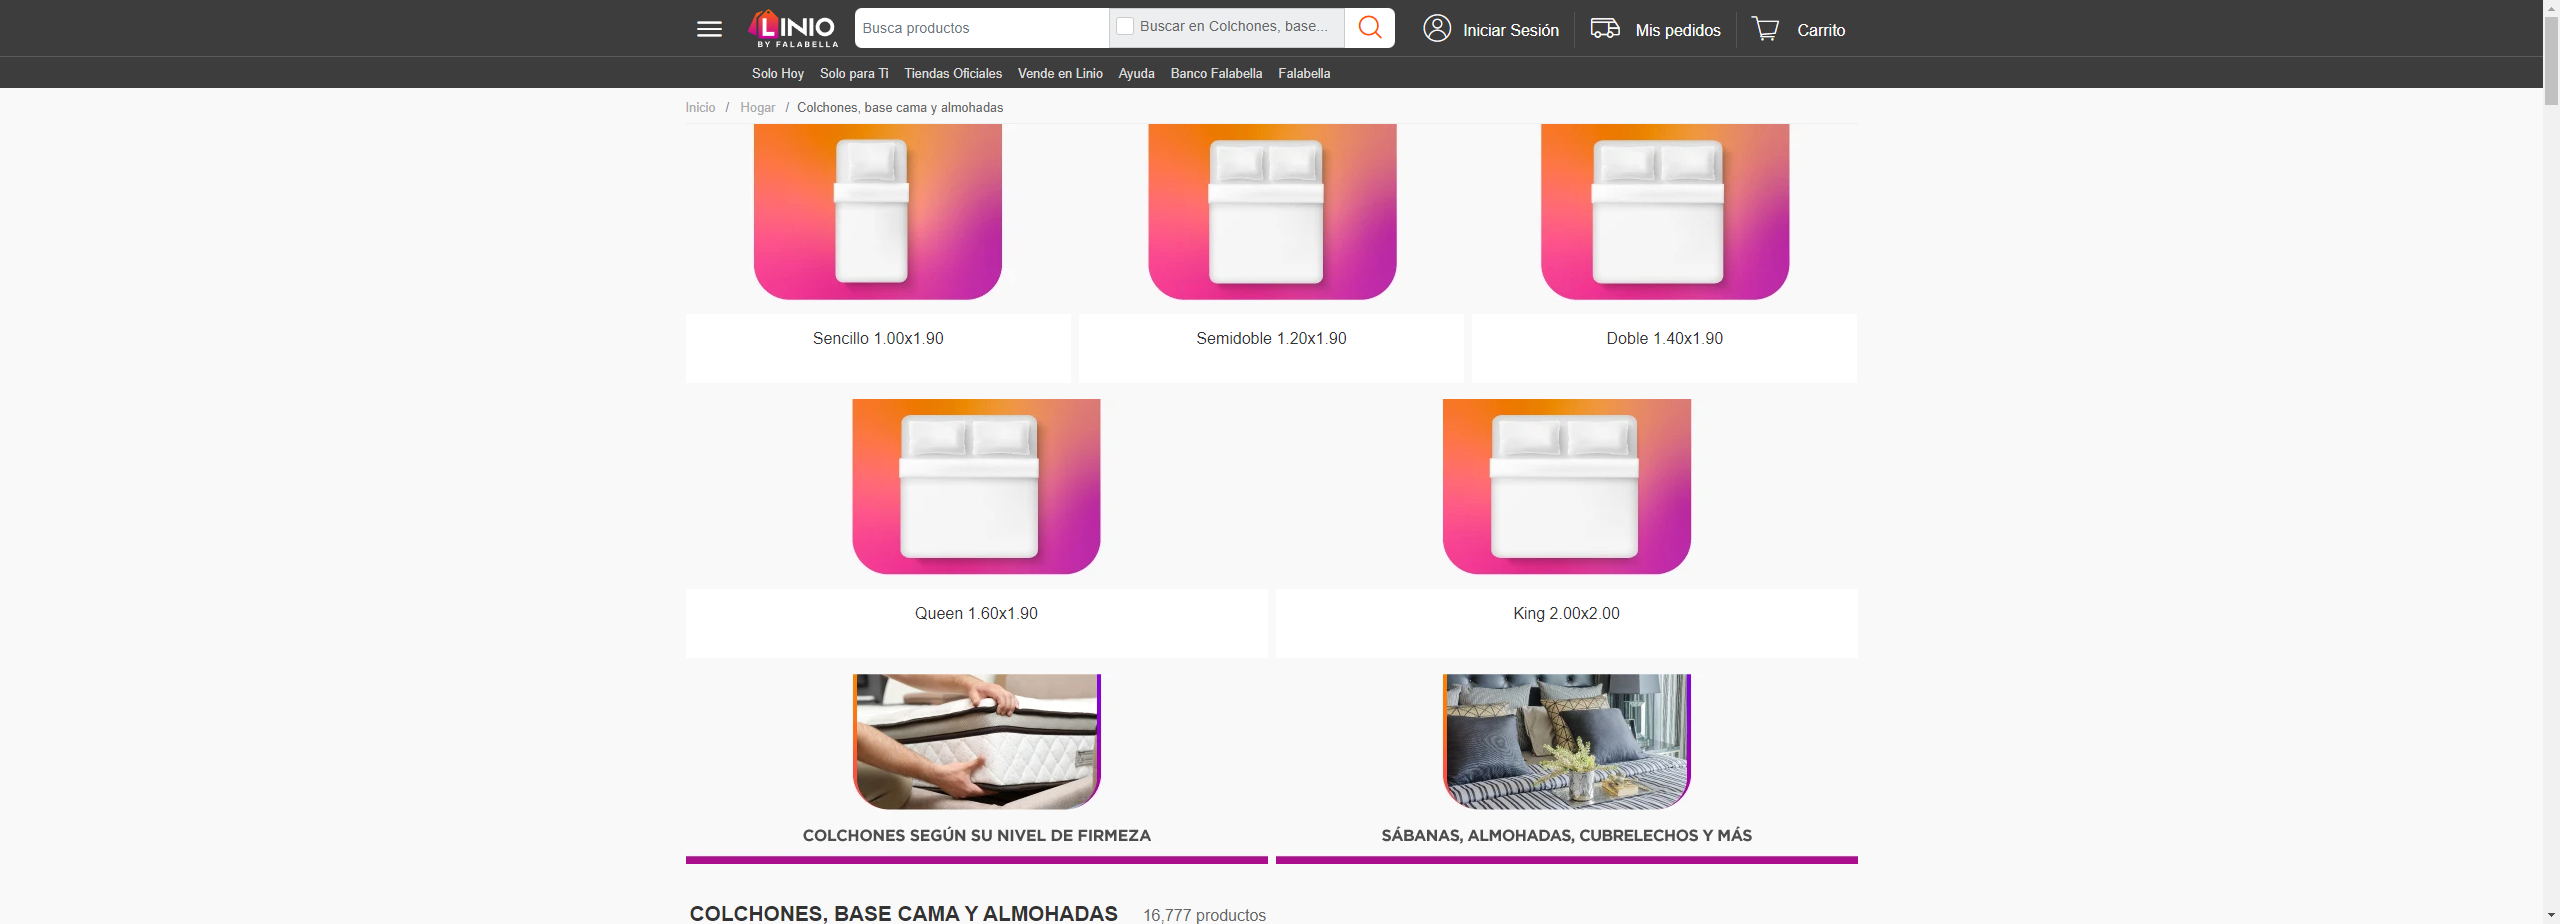 LINIO
BY FALABELLA
Busca productos
Buscar en Colchones, base...
Iniciar Sesión
Mis pedidos
Carrito
Solo Hoy
Solo para Ti
Tiendas Oficiales
Vende en Linio
Ayuda
Banco Falabella
Falabella
Inicio / Hogar / Colchones, base cama y almohadas
Sencillo 1.00x1.90
Semidoble 1.20x1.90
Doble 1.40x1.90
Queen 1.60x1.90
King 2.00x2.00
COLCHONES SEGÚN SU NIVEL DE FIRMEZA
SÁBANAS, ALMOHADAS, CUBRELECHOS Y MÁS
COLCHONES, BASE CAMA Y ALMOHADAS
16,777 productos